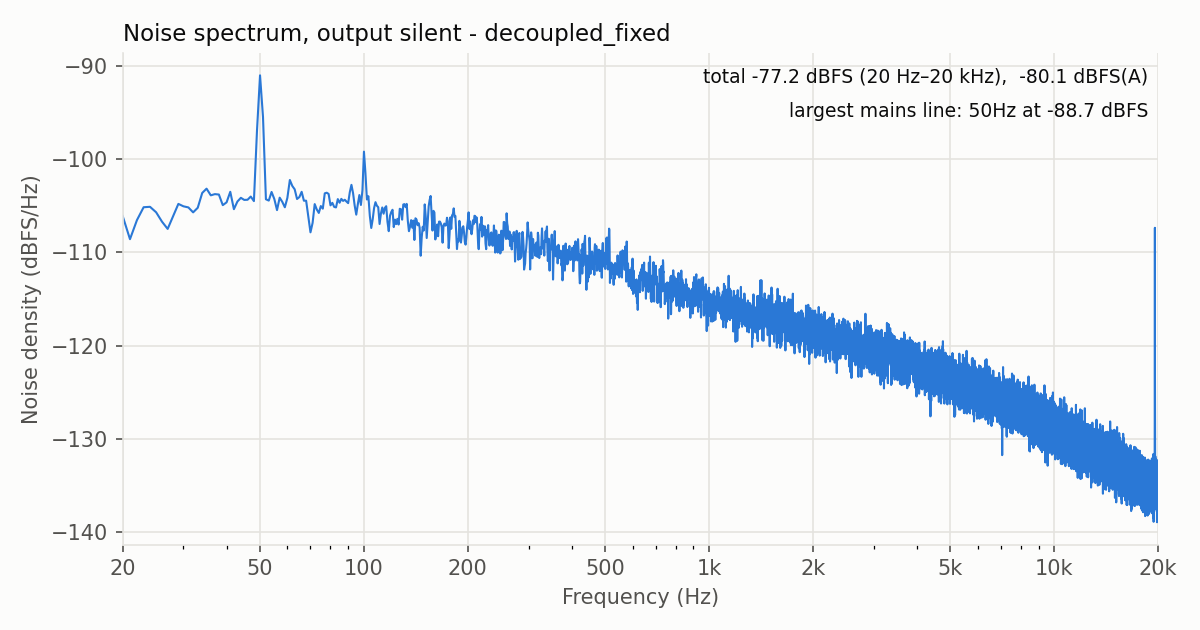 Noise spectrum, output silent - decoupled_fixed
total -77.2 dBFS (20 Hz–20 kHz),  -80.1 dBFS(A)
largest mains line: 50Hz at -88.7 dBFS
Noise density (dBFS/Hz)
−90
−100
−110
−120
−130
−140
20 50 100 200 500 1k 2k 5k 10k 20k
Frequency (Hz)